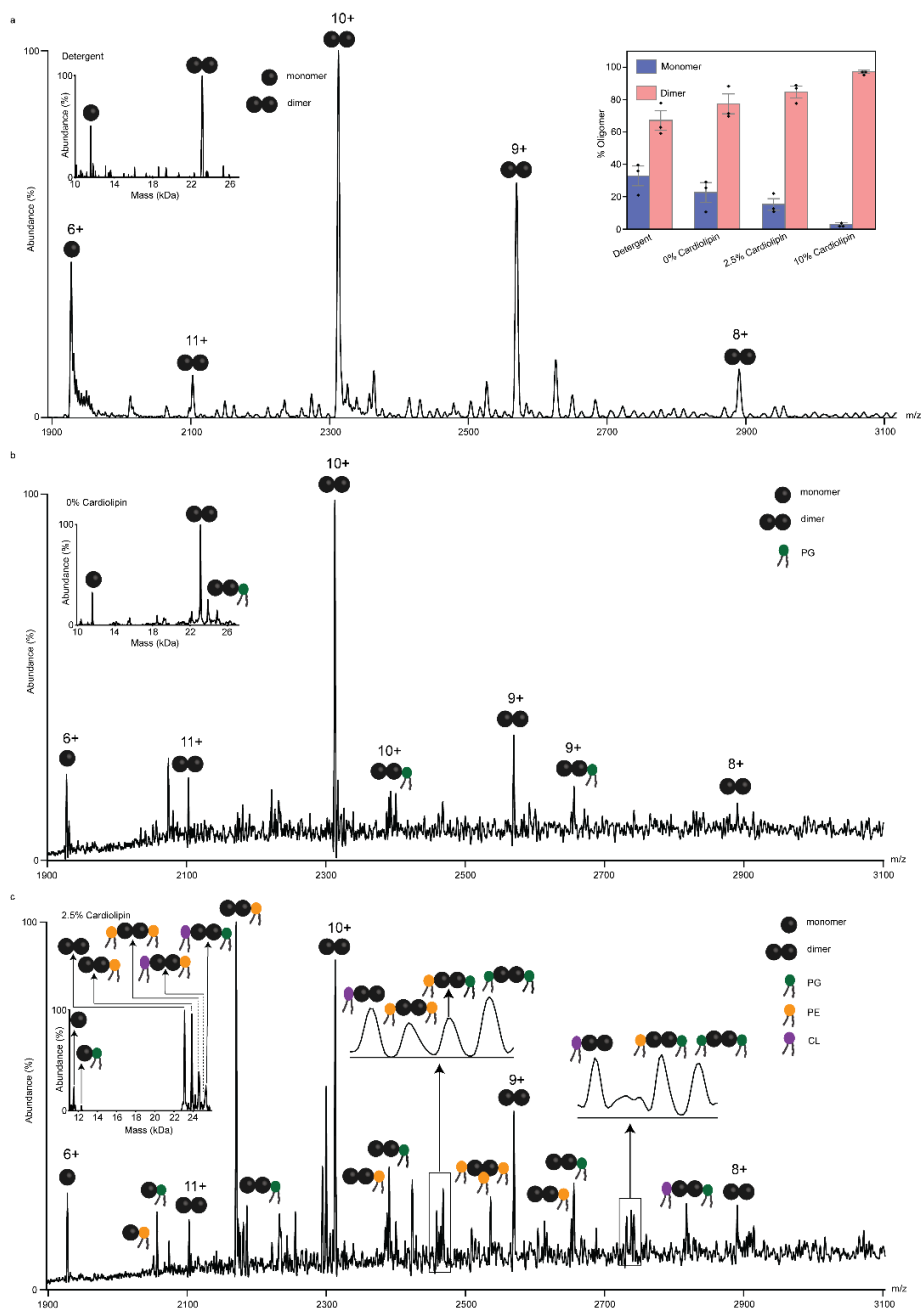 a
10+
100
Detergent
monomer
dimer
100
Abundance (%)
0
10 14 18 22 26
Mass (kDa)
100
80
60
40
20
0
% Oligomer
Monomer
Dimer
Detergent
0% Cardiolipin
2.5% Cardiolipin
10% Cardiolipin
9+
Abundance (%)
6+
11+
8+
0
1900 2100 2300 2500 2700 2900 3100 m/z
b
10+
100
0% Cardiolipin
monomer
dimer
PG
100
Abundance (%)
0
10 14 18 22 26
Mass (kDa)
Abundance (%)
9+
6+
11+
10+
9+
8+
0
m/z
1900 2100 2300 2500 2700 2900 3100
c
2.5% Cardiolipin
100
10+
monomer
dimer
PG
PE
CL
100
Abundance (%)
0
12 14 16 18 20 22 24 26
Mass (kDa)
Abundance (%)
9+
6+
11+
8+
0
m/z
1900 2100 2300 2500 2700 2900 3100